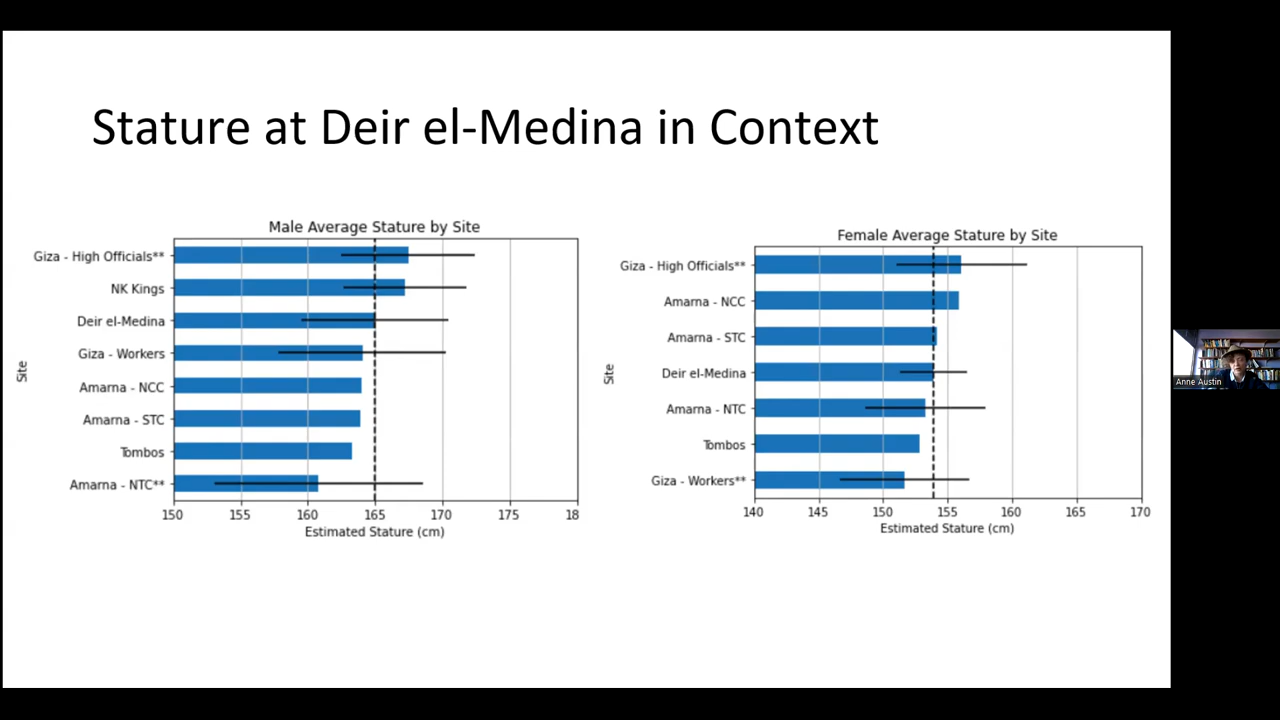 Stature at Deir el-Medina in Context
Male Average Stature by Site
Site
Giza - High Officials**
NK Kings
Deir el-Medina
Giza - Workers
Amarna - NCC
Amarna - STC
Tombos
Amarna - NTC**
150 155 160 165 170 175 18
Estimated Stature (cm)
Female Average Stature by Site
Site
Giza - High Officials**
Amarna - NCC
Amarna - STC
Deir el-Medina
Amarna - NTC
Tombos
Giza - Workers**
140 145 150 155 160 165 170
Estimated Stature (cm)
Anne Austin